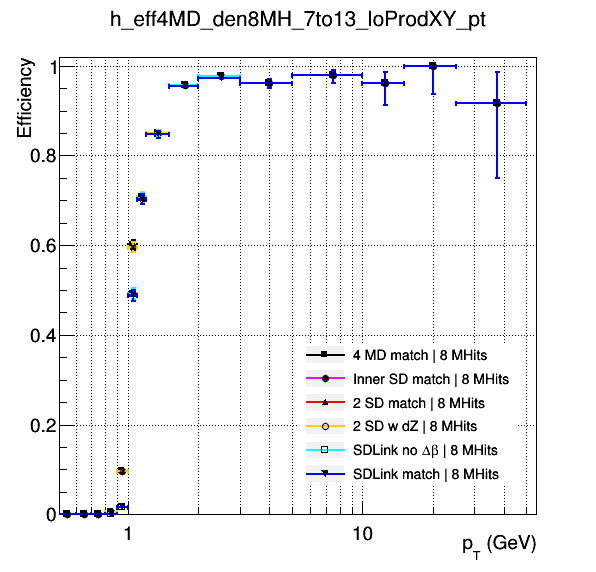 h_eff4MD_den8MH_7to13_loProdXY_pt
Efficiency
1
0.8
0.6
0.4
0.2
0
4 MD match | 8 MHits
Inner SD match | 8 MHits
2 SD match | 8 MHits
2 SD w dZ | 8 MHits
SDLink no Δβ | 8 MHits
SDLink match | 8 MHits
1 10
p_T (GeV)